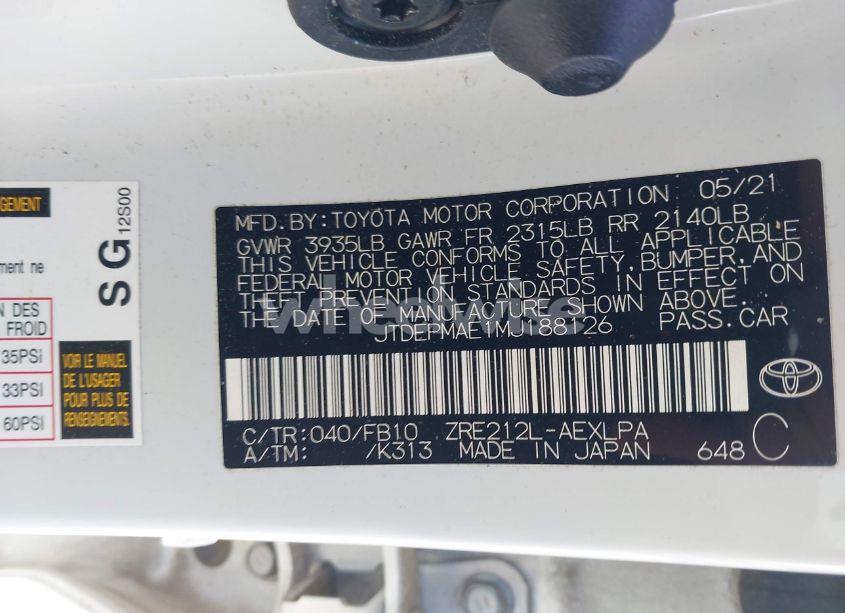 GEMENT
ment ne
N DES
FROID
35PSI
33PSI
60PSI
SG
12S00
VOIR LE MANUEL
DE L'USAGER
POUR PLUS DE
RENSEIGNEMENTS.
MFD. BY: TOYOTA MOTOR CORPORATION 05/21
GVWR 3935LB GAWR FR 2315LB RR 2140LB
THIS VEHICLE CONFORMS TO ALL APPLICABLE
FEDERAL MOTOR VEHICLE SAFETY, BUMPER, AND
THEFT PREVENTION STANDARDS IN EFFECT ON
THE DATE OF MANUFACTURE SHOWN ABOVE.
PASS. CAR
C/TR: 040/FB10 ZRE212L-AEXLPA
A/TM: /K313 MADE IN JAPAN 648 C
TOYOTA
wheelwise